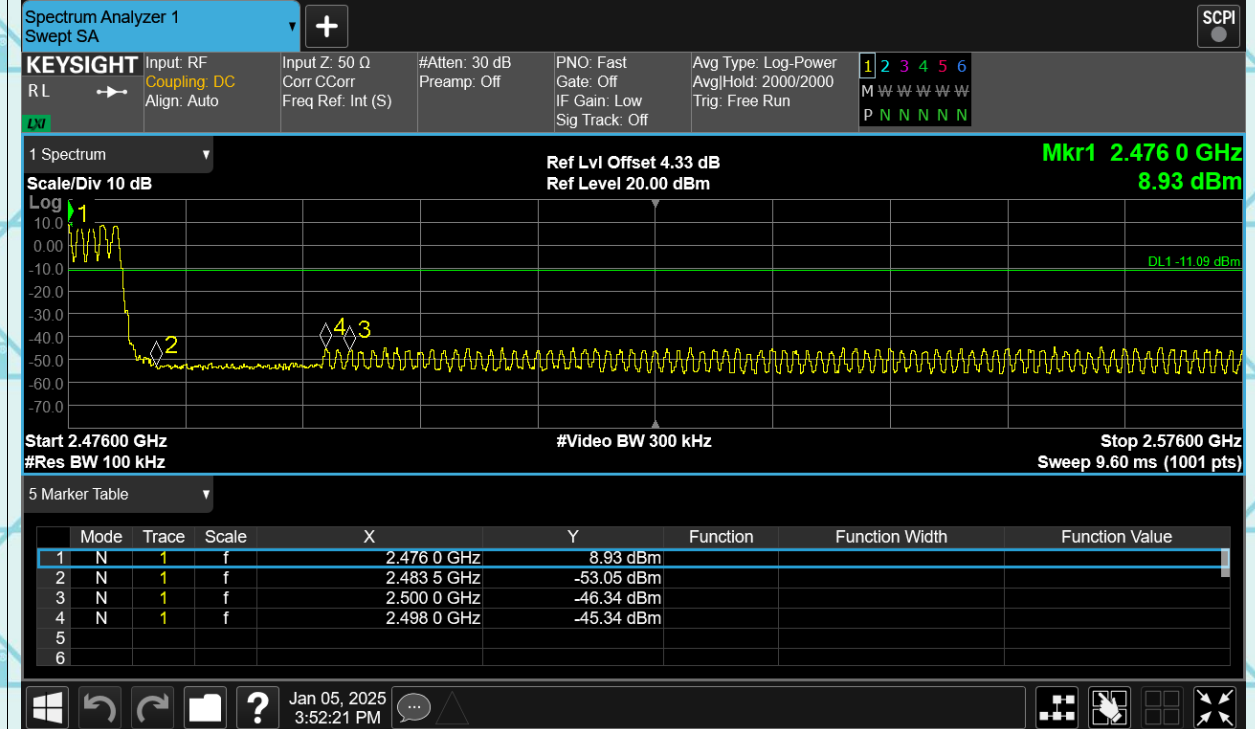 Spectrum Analyzer 1
Swept SA
SCPI
KEYSIGHT
RL
LXI
Input: RF
Coupling: DC
Align: Auto
Input Z: 50 Ω
Corr CCorr
Freq Ref: Int (S)
#Atten: 30 dB
Preamp: Off
PNO: Fast
Gate: Off
IF Gain: Low
Sig Track: Off
Avg Type: Log-Power
Avg|Hold: 2000/2000
Trig: Free Run
1 2 3 4 5 6
M W W W W W
P N N N N N
1 Spectrum
Scale/Div 10 dB
Ref Lvl Offset 4.33 dB
Ref Level 20.00 dBm
Mkr1 2.476 0 GHz
8.93 dBm
Log
10.0
0.00
-10.0
-20.0
-30.0
-40.0
-50.0
-60.0
-70.0
1
2
4
3
DL1 -11.09 dBm
Start 2.47600 GHz
#Video BW 300 kHz
Stop 2.57600 GHz
#Res BW 100 kHz
Sweep 9.60 ms (1001 pts)
5 Marker Table
Mode Trace Scale X Y Function Function Width Function Value
1 N 1 f 2.476 0 GHz 8.93 dBm
2 N 1 f 2.483 5 GHz -53.05 dBm
3 N 1 f 2.500 0 GHz -46.34 dBm
4 N 1 f 2.498 0 GHz -45.34 dBm
5
6
?
Jan 05, 2025
3:52:21 PM